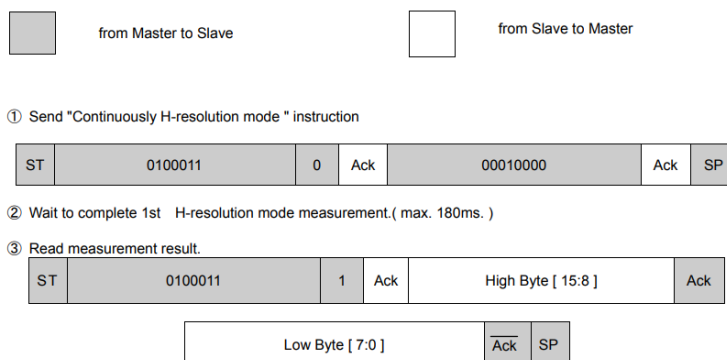 from Master to Slave from Slave to Master
① Send "Continuously H-resolution mode " instruction
ST 0100011 0 Ack 00010000 Ack SP
② Wait to complete 1st H-resolution mode measurement.( max. 180ms. )
③ Read measurement result.
ST 0100011 1 Ack High Byte [ 15:8 ] Ack
Low Byte [ 7:0 ] A̅c̅k̅ SP